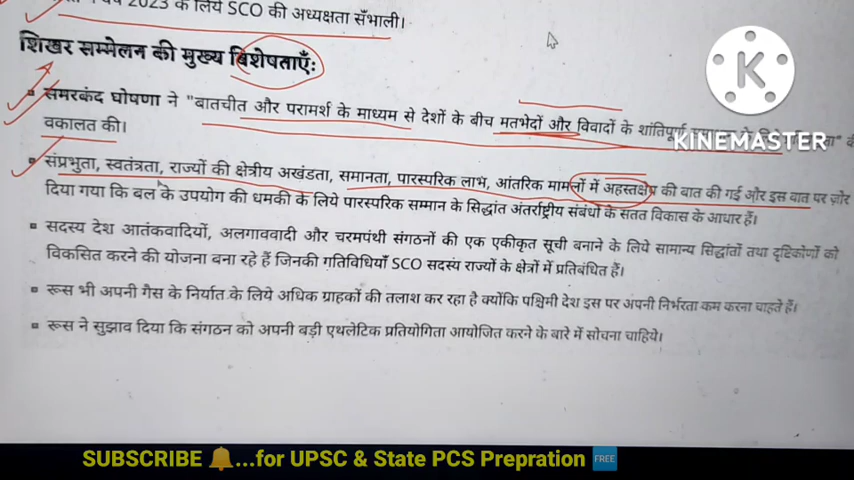 2023 के लिये SCO की अध्यक्षता सँभाली।
शिखर सम्मेलन की मुख्य विशेषताएँ:
समरकंद घोषणा ने "बातचीत और परामर्श के माध्यम से देशों के बीच मतभेदों और विवादों के शांतिपूर्ण
वकालत की।
संप्रभुता, स्वतंत्रता, राज्यों की क्षेत्रीय अखंडता, समानता, पारस्परिक लाभ, आंतरिक मामलों में अहस्तक्षेप की बात की गई और इस बात पर ज़ोर
दिया गया कि बल के उपयोग की धमकी के लिये पारस्परिक सम्मान के सिद्धांत अंतर्राष्ट्रीय संबंधों के सतत विकास के आधार हैं।
सदस्य देश आतंकवादियों, अलगाववादी और चरमपंथी संगठनों की एक एकीकृत सूची बनाने के लिये सामान्य सिद्धांतों तथा दृष्टिकोणों को
विकसित करने की योजना बना रहे हैं जिनकी गतिविधियाँ SCO सदस्य राज्यों के क्षेत्रों में प्रतिबंधित हैं।
रूस भी अपनी गैस के निर्यात के लिये अधिक ग्राहकों की तलाश कर रहा है क्योंकि पश्चिमी देश इस पर अपनी निर्भरता कम करना चाहते हैं।
रूस ने सुझाव दिया कि संगठन को अपनी बड़ी एथलेटिक प्रतियोगिता आयोजित करने के बारे में सोचना चाहिये।
K
KINEMASTER
SUBSCRIBE 🔔...for UPSC & State PCS Prepration 🆓